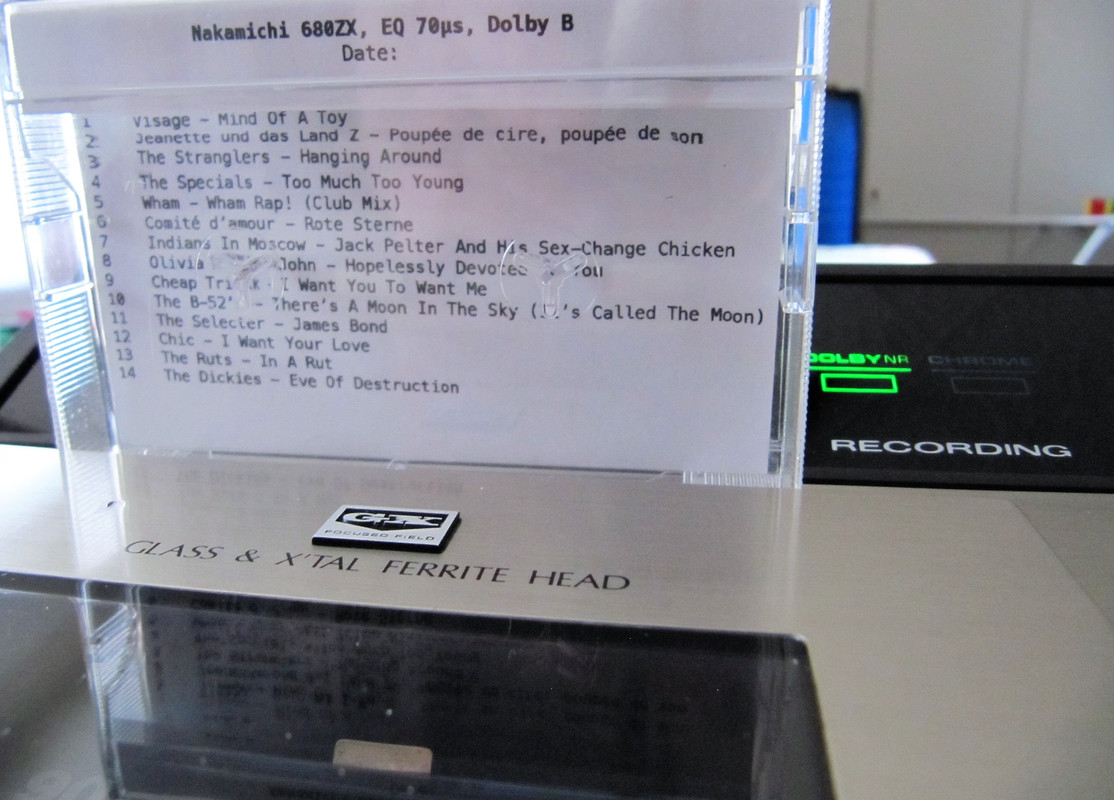 Nakamichi 680ZX, EQ 70µs, Dolby B
Date:
1 Visage – Mind Of A Toy
2 Jeanette und das Land Z – Poupée de cire, poupée de son
3 The Stranglers – Hanging Around
4 The Specials – Too Much Too Young
5 Wham – Wham Rap! (Club Mix)
6 Comité d'amour – Rote Sterne
7 Indians In Moscow – Jack Pelter And His Sex-Change Chicken
8 Olivia John – Hopelessly Devoted You
9 Cheap Trick – I Want You To Want Me
10 The B-52's – There's A Moon In The Sky (It's Called The Moon)
11 The Selecter – James Bond
12 Chic – I Want Your Love
13 The Ruts – In A Rut
14 The Dickies – Eve Of Destruction
DOLBY NR CHROME
RECORDING
GX
FOCUSED FIELD
GLASS & X'TAL FERRITE HEAD